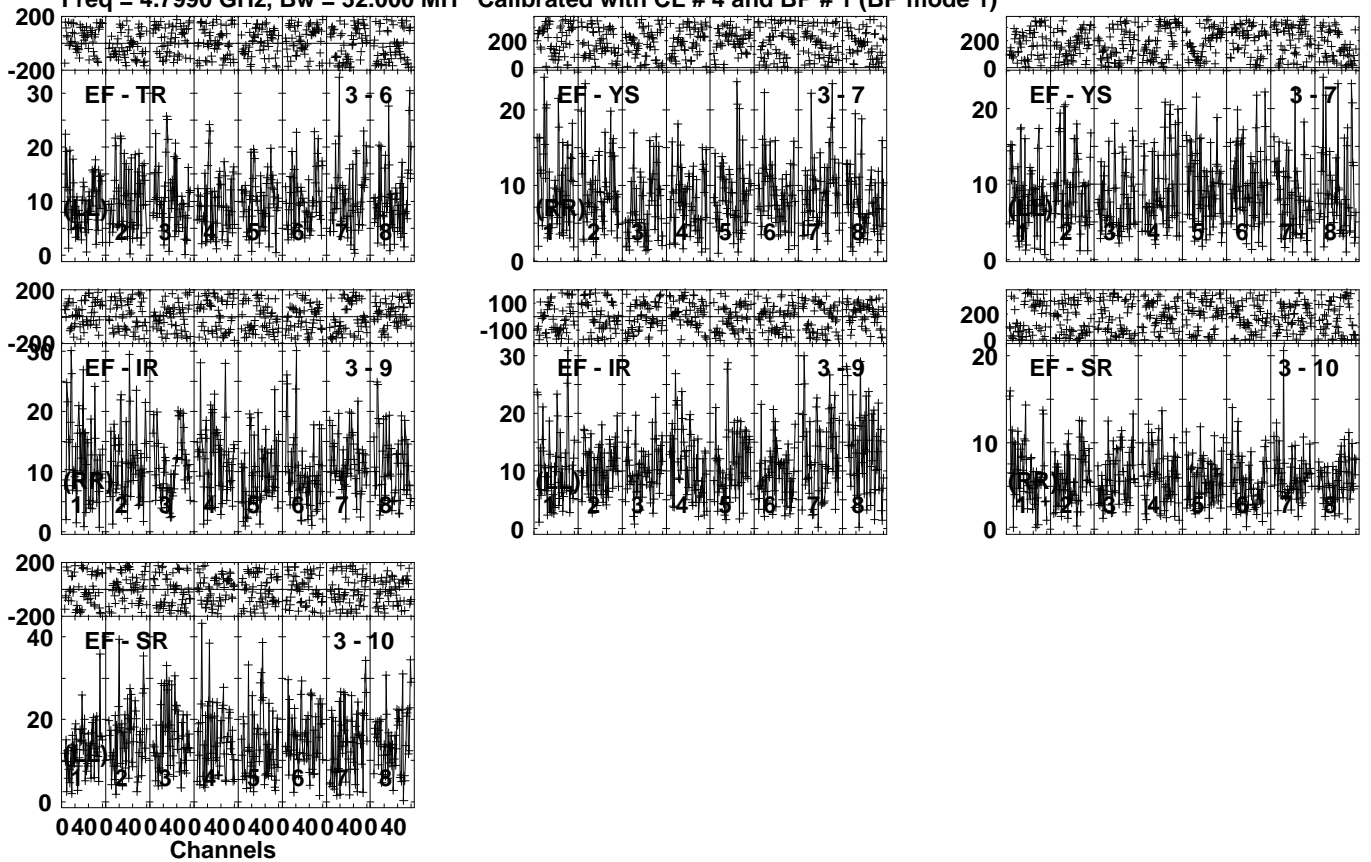 Freq = 4.7990 GHz, Bw = 32.000 MH Calibrated with CL # 4 and BP # 1 (BP mode 1)
200
-200
EF - TR 3 - 6
30
20
10
0
(LL)
1 2 3 4 5 6 7 8
200
0
EF - YS 3 - 7
20
10
0
(RR)
1 2 3 4 5 6 7 8
200
0
EF - YS 3 - 7
20
10
0
(LL)
1 2 3 4 5 6 7 8
200
-200
EF - IR 3 - 9
30
20
10
0
(RR)
1 2 3 4 5 6 7 8
100
-100
EF - IR 3 - 9
30
20
10
0
(LL)
1 2 3 4 5 6 7 8
200
0
EF - SR 3 - 10
20
10
0
(RR)
1 2 3 4 5 6 7 8
200
-200
EF - SR 3 - 10
40
20
0
(LL)
1 2 3 4 5 6 7 8
0 40 0 40 0 40 0 40 0 40 0 40 0 40 0 40
Channels